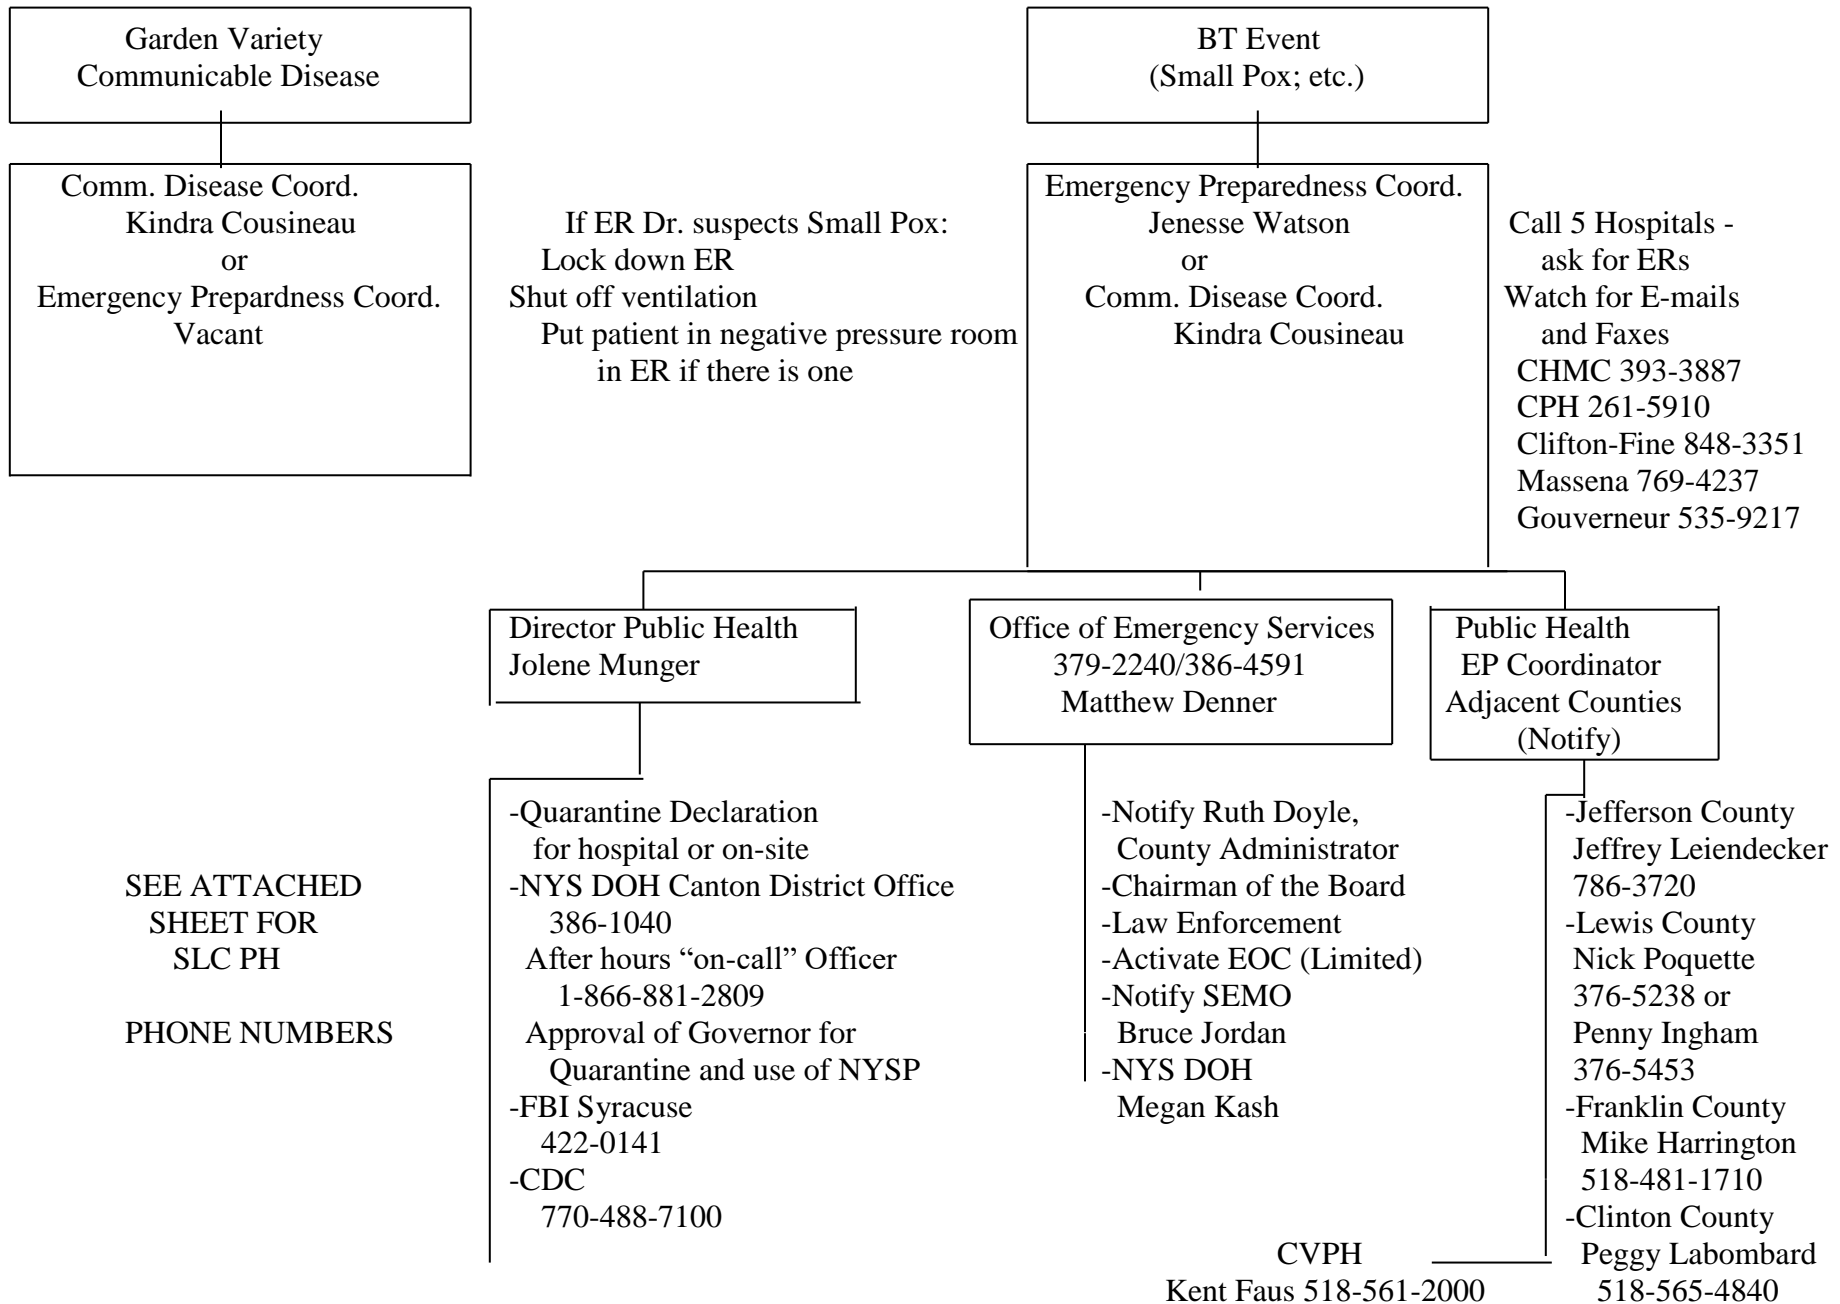 Garden Variety
Communicable Disease
BT Event
(Small Pox; etc.)
Comm. Disease Coord.
Kindra Cousineau
or
Emergency Prepardness Coord.
Vacant
If ER Dr. suspects Small Pox:
Lock down ER
Shut off ventilation
Put patient in negative pressure room
in ER if there is one
Emergency Preparedness Coord.
Jenesse Watson
or
Comm. Disease Coord.
Kindra Cousineau
Call 5 Hospitals -
ask for ERs
Watch for E-mails
and Faxes
CHMC 393-3887
CPH 261-5910
Clifton-Fine 848-3351
Massena 769-4237
Gouverneur 535-9217
Director Public Health
Jolene Munger
Office of Emergency Services
379-2240/386-4591
Matthew Denner
Public Health
EP Coordinator
Adjacent Counties
(Notify)
SEE ATTACHED
SHEET FOR
SLC PH
PHONE NUMBERS
-Quarantine Declaration
for hospital or on-site
-NYS DOH Canton District Office
386-1040
After hours “on-call” Officer
1-866-881-2809
Approval of Governor for
Quarantine and use of NYSP
-FBI Syracuse
422-0141
-CDC
770-488-7100
-Notify Ruth Doyle,
County Administrator
-Chairman of the Board
-Law Enforcement
-Activate EOC (Limited)
-Notify SEMO
Bruce Jordan
-NYS DOH
Megan Kash
-Jefferson County
Jeffrey Leiendecker
786-3720
-Lewis County
Nick Poquette
376-5238 or
Penny Ingham
376-5453
-Franklin County
Mike Harrington
518-481-1710
-Clinton County
Peggy Labombard
518-565-4840
CVPH
Kent Faus 518-561-2000